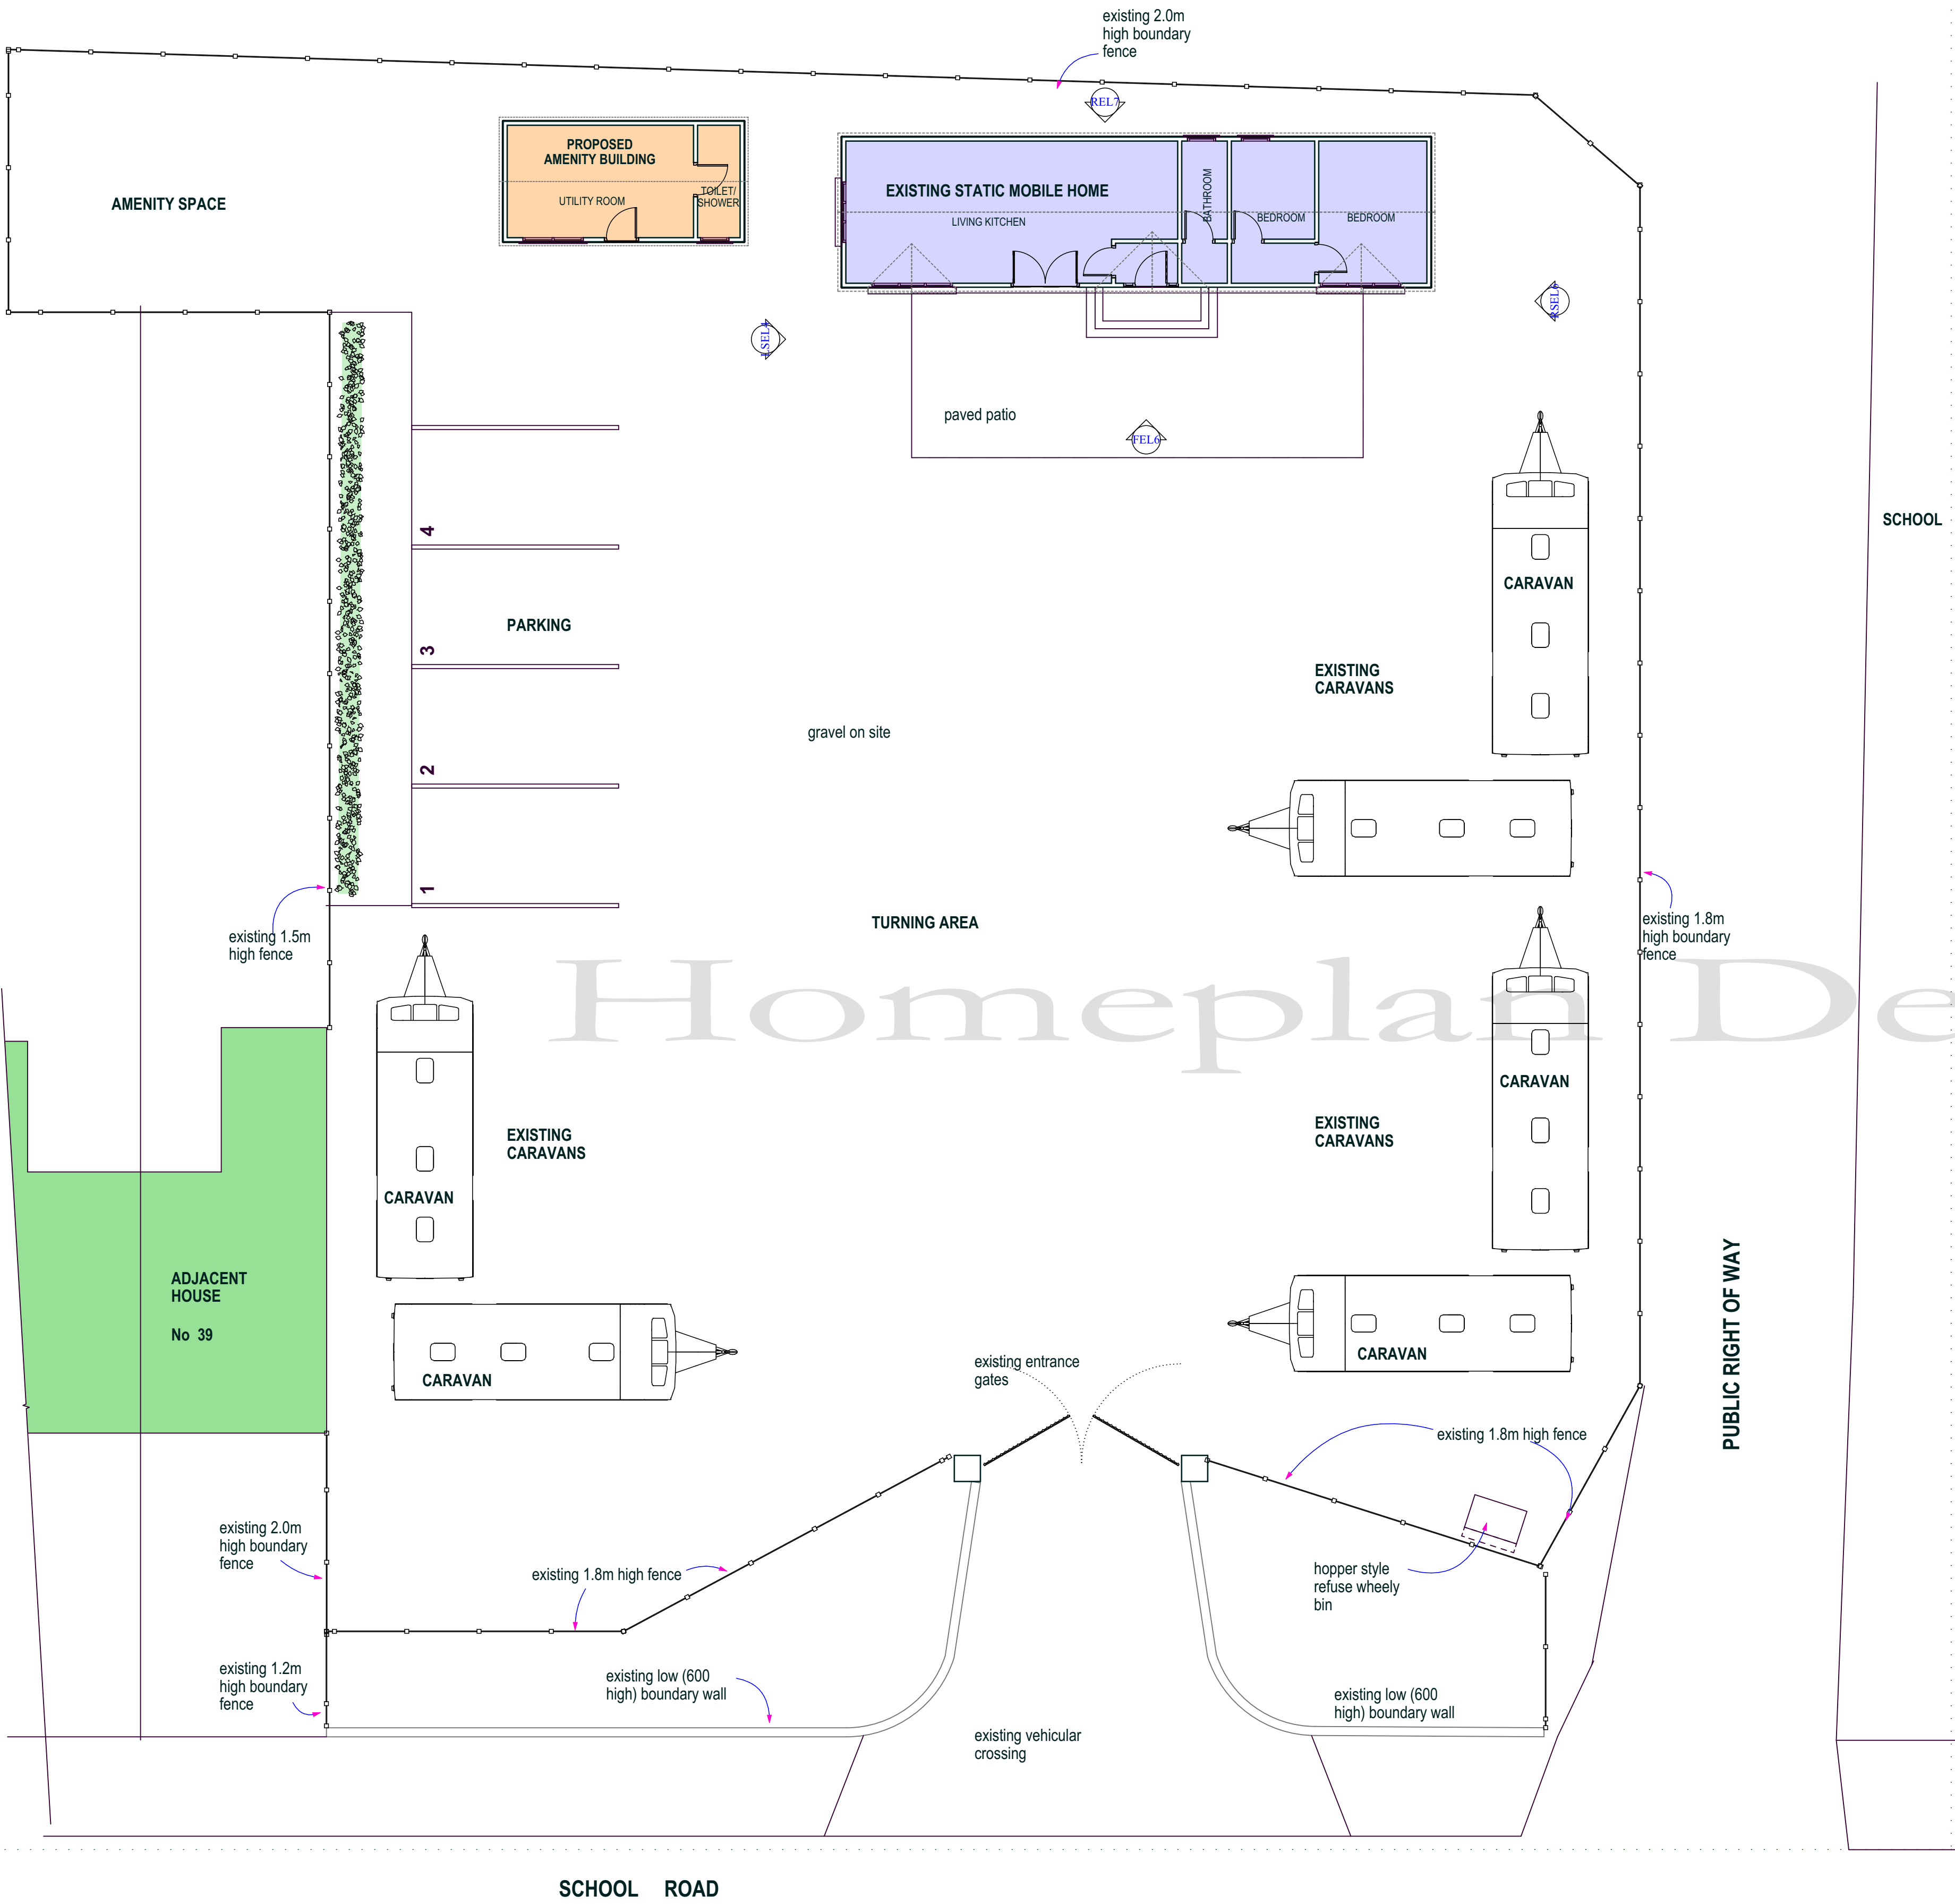 existing 2.0m
high boundary
fence
REL7
PROPOSED
AMENITY BUILDING
UTILITY ROOM
TOILET/
SHOWER
AMENITY SPACE
EXISTING STATIC MOBILE HOME
LIVING KITCHEN
BATHROOM
BEDROOM
BEDROOM
LSEL4
RSEL6
paved patio
FEL6
SCHOOL
4
CARAVAN
PARKING
3
EXISTING
CARAVANS
gravel on site
2
1
TURNING AREA
existing 1.5m
high fence
existing 1.8m
high boundary
fence
Homeplan De
CARAVAN
EXISTING
CARAVANS
EXISTING
CARAVANS
CARAVAN
ADJACENT
HOUSE
No 39
PUBLIC RIGHT OF WAY
CARAVAN
CARAVAN
existing entrance
gates
existing 1.8m high fence
existing 2.0m
high boundary
fence
existing 1.8m high fence
hopper style
refuse wheely
bin
existing 1.2m
high boundary
fence
existing low (600
high) boundary wall
existing low (600
high) boundary wall
existing vehicular
crossing
SCHOOL ROAD